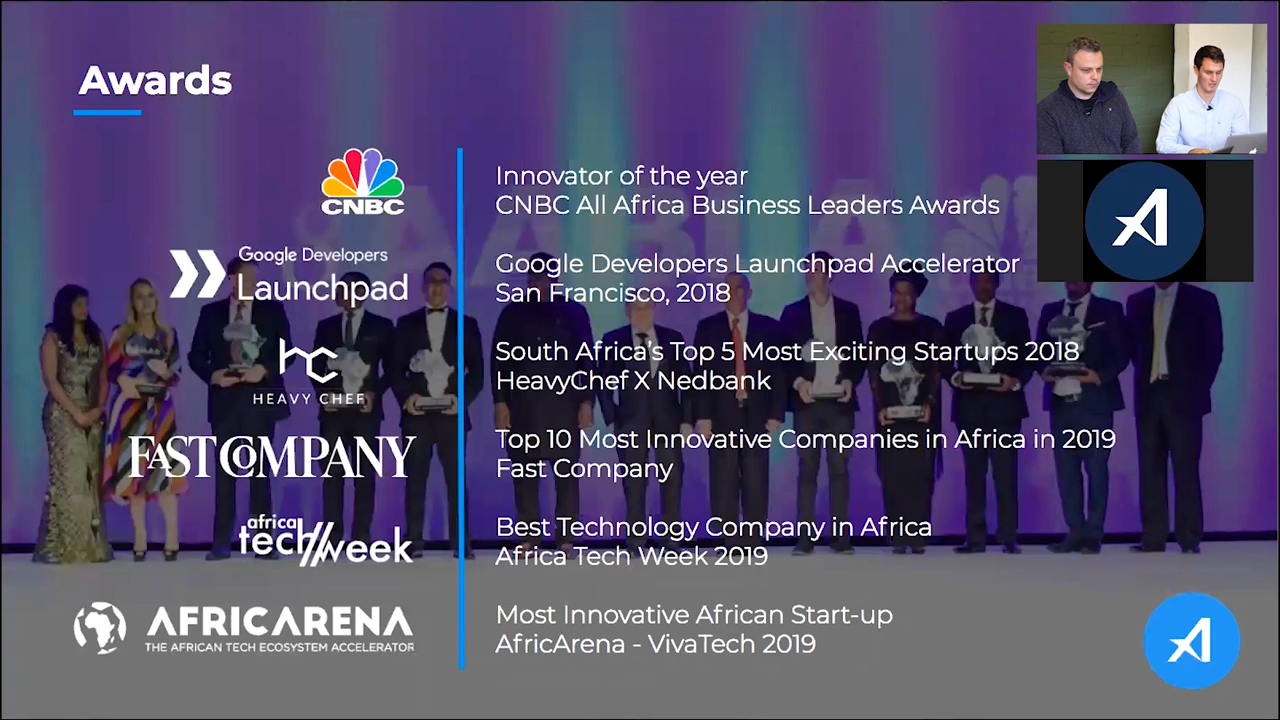 Awards
CNBC
Innovator of the year
CNBC All Africa Business Leaders Awards
Google Developers
Launchpad
Google Developers Launchpad Accelerator
San Francisco, 2018
hc
HEAVY CHEF
South Africa's Top 5 Most Exciting Startups 2018
HeavyChef X Nedbank
FAST COMPANY
Top 10 Most Innovative Companies in Africa in 2019
Fast Company
africa
tech week
Best Technology Company in Africa
Africa Tech Week 2019
AFRICARENA
THE AFRICAN TECH ECOSYSTEM ACCELERATOR
Most Innovative African Start-up
AfricArena - VivaTech 2019